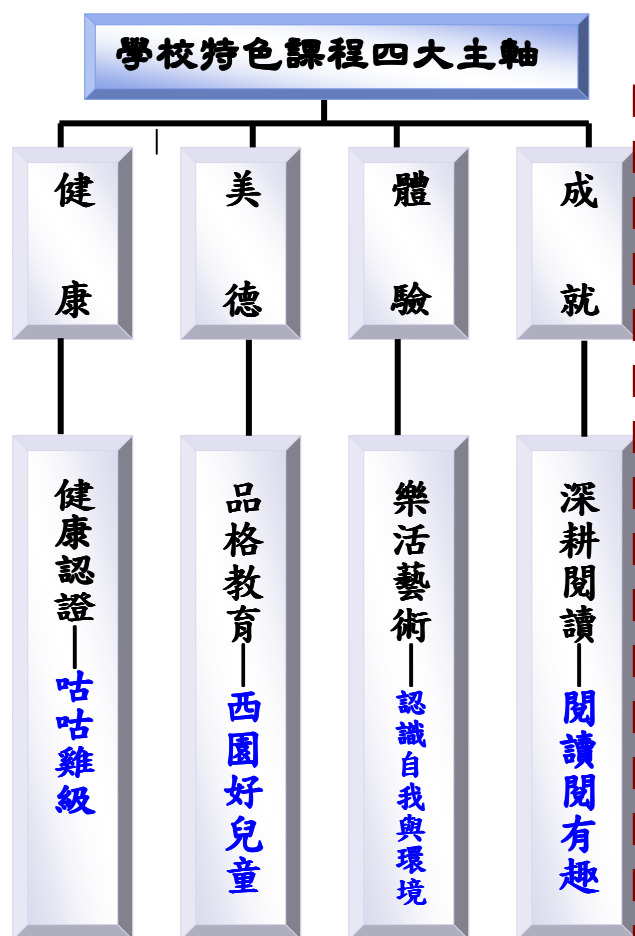 學校特色課程四大主軸
健康
美德
體驗
成就
健康認證—咕咕雞級
品格教育—西園好兒童
樂活藝術—認識自我與環境
深耕閱讀—閱讀閱有趣